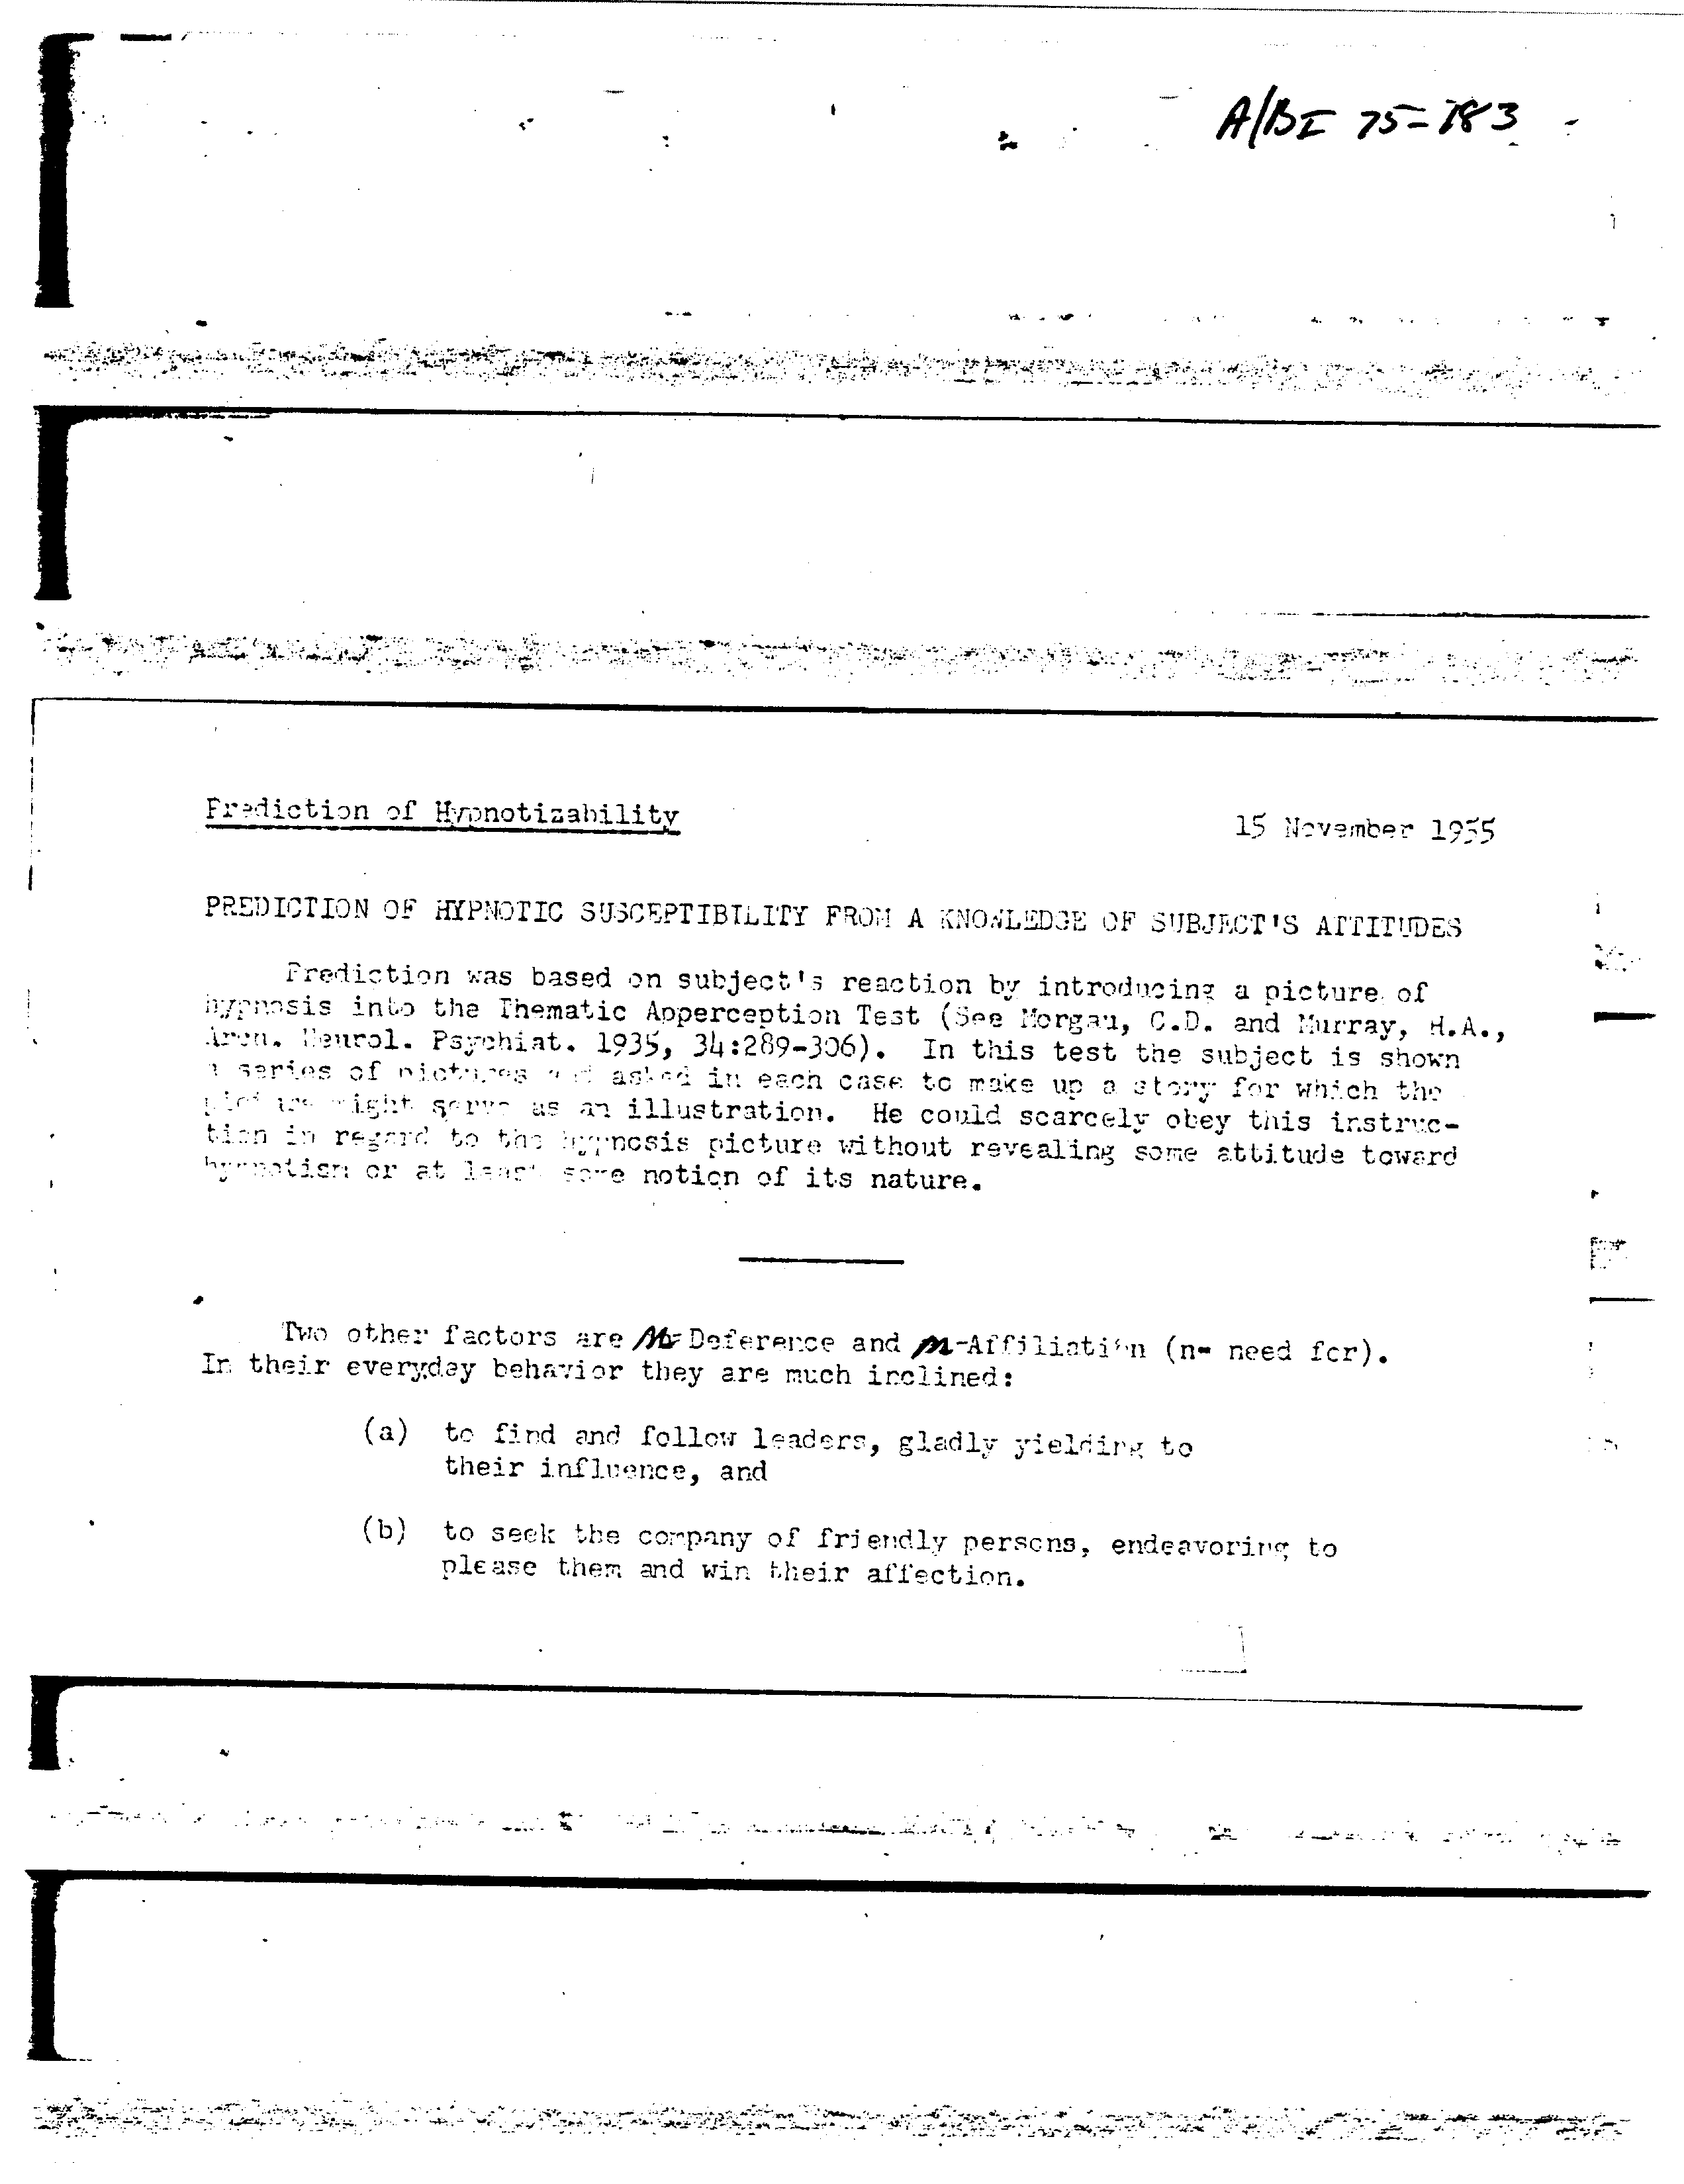 A/BI 75-183
Prediction of Hypnotizability
15 November 1955
PREDICTION OF HYPNOTIC SUSCEPTIBILITY FROM A KNOWLEDGE OF SUBJECT'S ATTITUDES
Prediction was based on subject's reaction by introducing a picture of
hypnosis into the Thematic Apperception Test (See Morgan, C.D. and Murray, H.A.,
Arch. Neurol. Psychiat. 1935, 34:289-306). In this test the subject is shown
a series of pictures and asked in each case to make up a story for which the
picture might serve as an illustration. He could scarcely obey this instruc-
tion in regard to the hypnosis picture without revealing some attitude toward
hypnotism or at least some notion of its nature.
Two other factors are n-Deference and n-Affiliation (n- need for).
In their everyday behavior they are much inclined:
(a) to find and follow leaders, gladly yielding to
their influence, and
(b) to seek the company of friendly persons, endeavoring to
please them and win their affection.